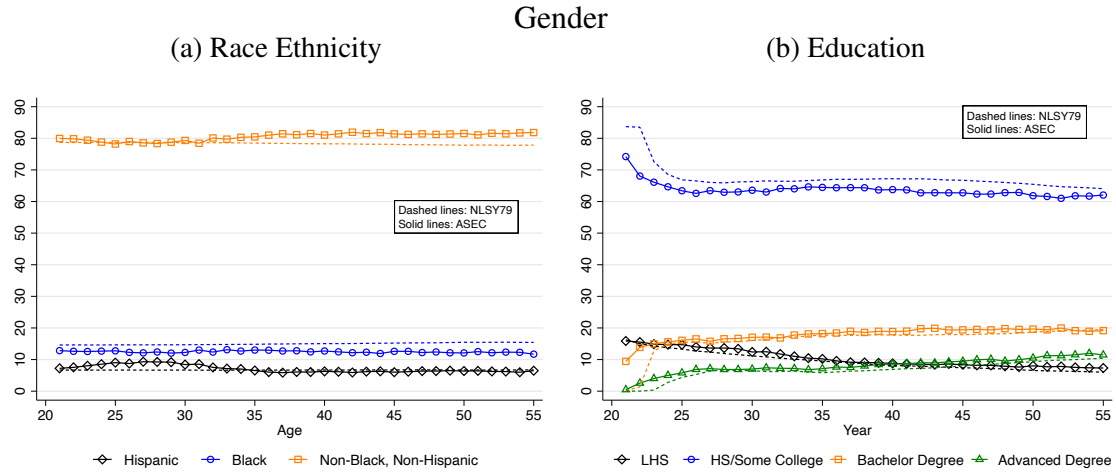 Gender
(a) Race Ethnicity
(b) Education
90
80
70
60
50
40
30
20
10
0
Dashed lines: NLSY79
Solid lines: ASEC
20 25 30 35 40 45 50 55
Age
Hispanic Black Non-Black, Non-Hispanic
90
80
70
60
50
40
30
20
10
0
Dashed lines: NLSY79
Solid lines: ASEC
20 25 30 35 40 45 50 55
Year
LHS HS/Some College Bachelor Degree Advanced Degree